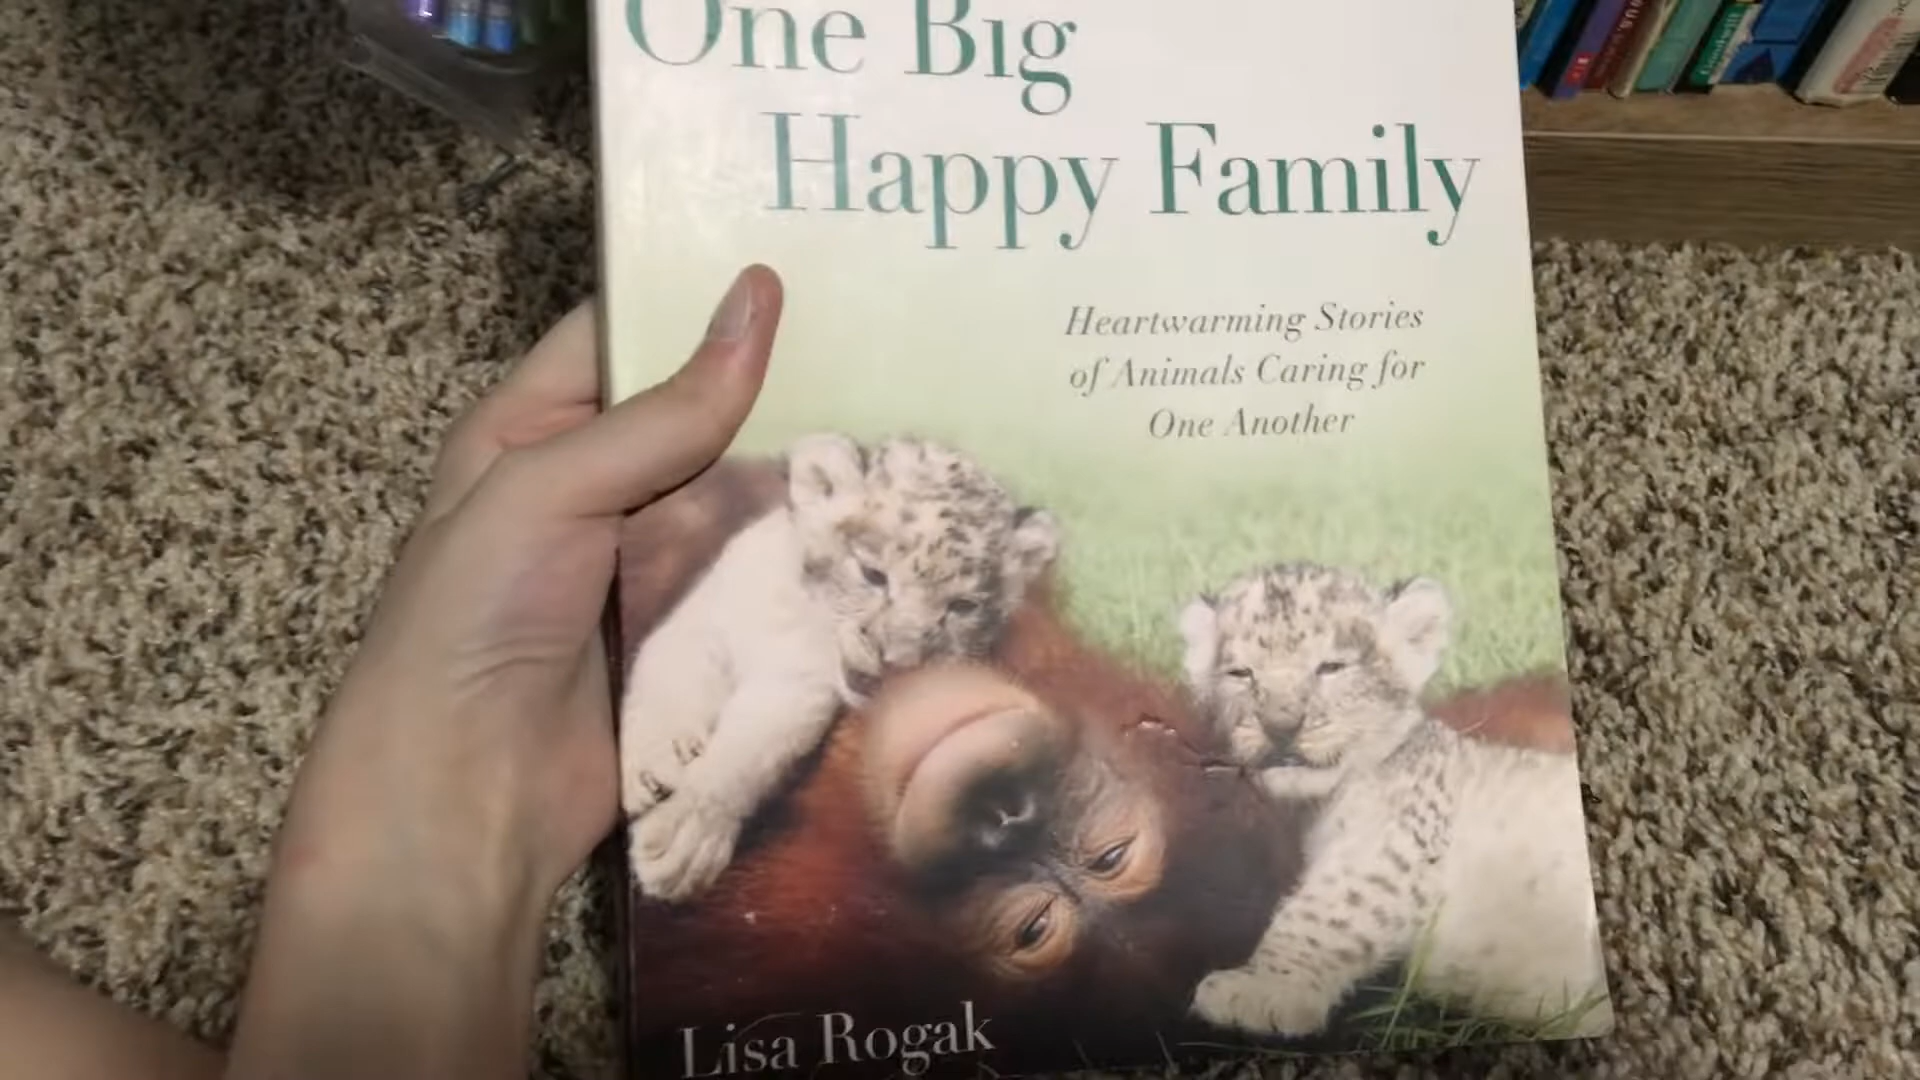 One Big
Happy Family
Heartwarming Stories
of Animals Caring for
One Another
Lisa Rogak